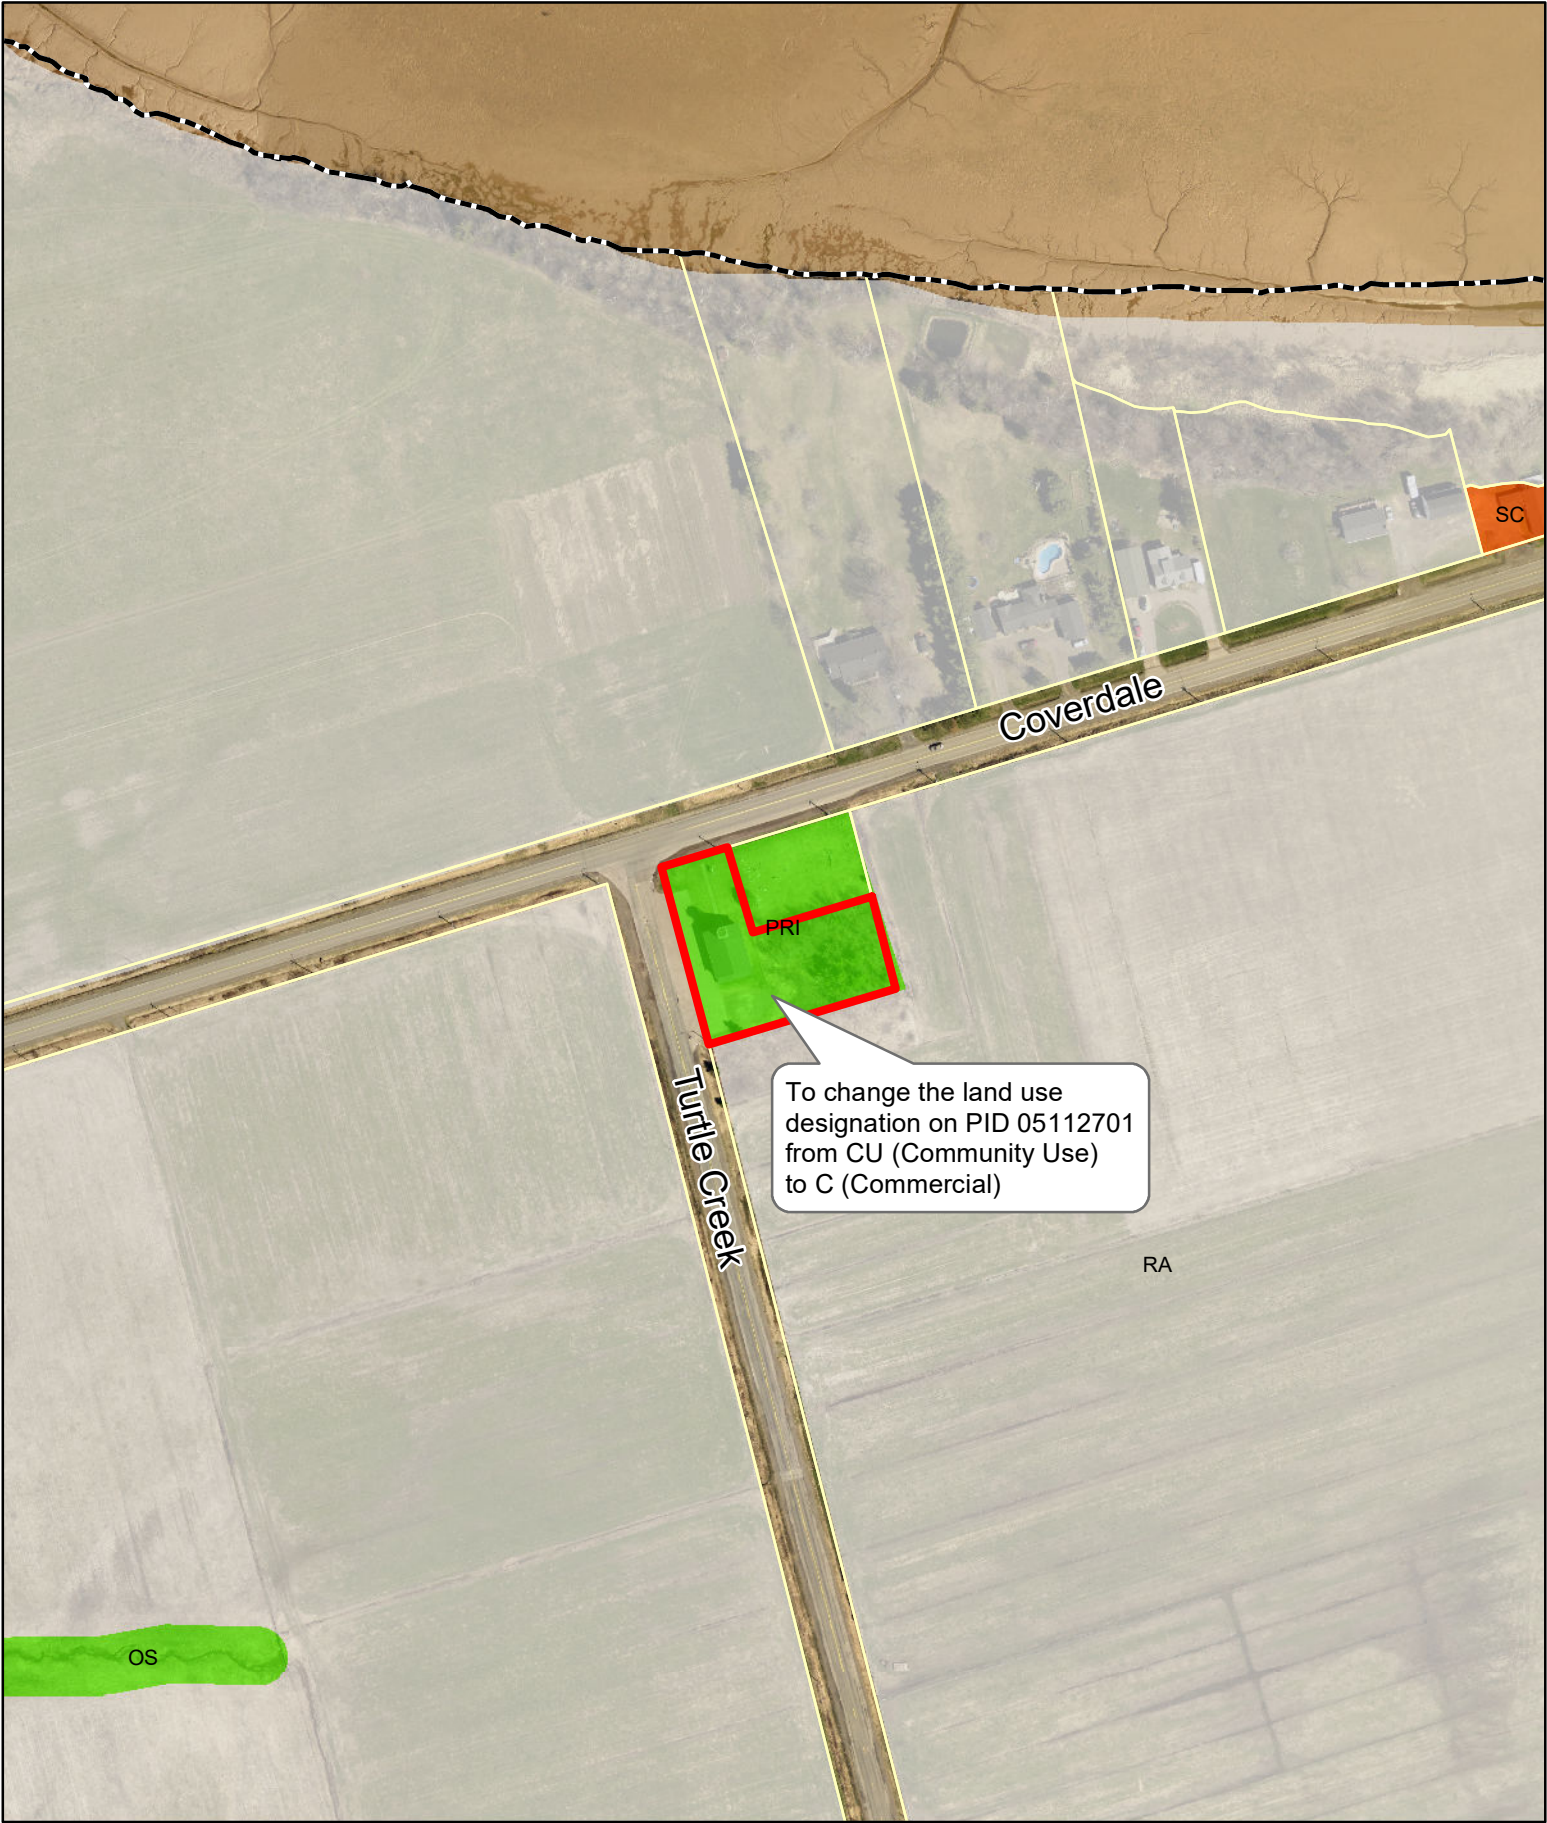 SC
Coverdale
PRI
To change the land use
designation on PID 05112701
from CU (Community Use)
to C (Commercial)
Turtle Creek
RA
OS